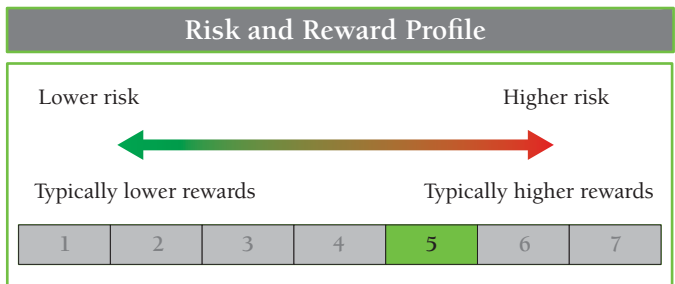 Risk and Reward Profile
Lower risk Higher risk
Typically lower rewards Typically higher rewards
1 2 3 4 5 6 7